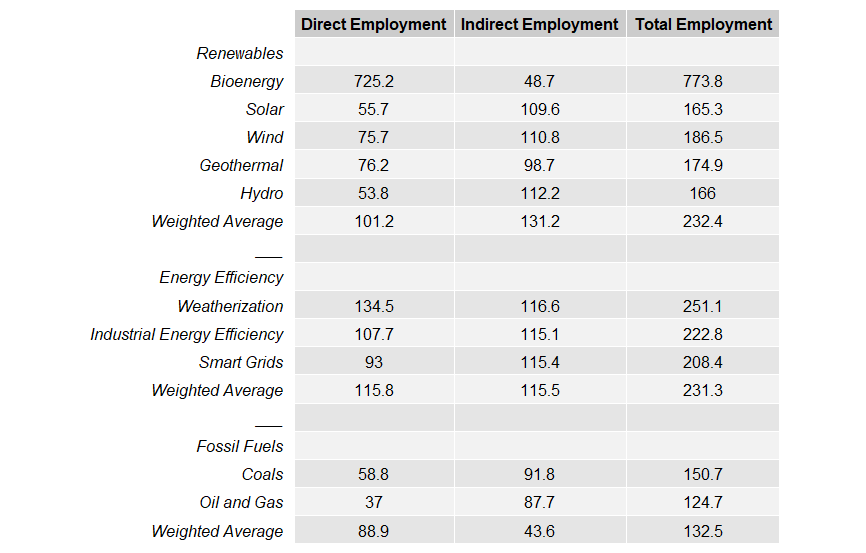 Direct Employment Indirect Employment Total Employment
Renewables
Bioenergy 725.2 48.7 773.8
Solar 55.7 109.6 165.3
Wind 75.7 110.8 186.5
Geothermal 76.2 98.7 174.9
Hydro 53.8 112.2 166
Weighted Average 101.2 131.2 232.4
___
Energy Efficiency
Weatherization 134.5 116.6 251.1
Industrial Energy Efficiency 107.7 115.1 222.8
Smart Grids 93 115.4 208.4
Weighted Average 115.8 115.5 231.3
___
Fossil Fuels
Coals 58.8 91.8 150.7
Oil and Gas 37 87.7 124.7
Weighted Average 88.9 43.6 132.5